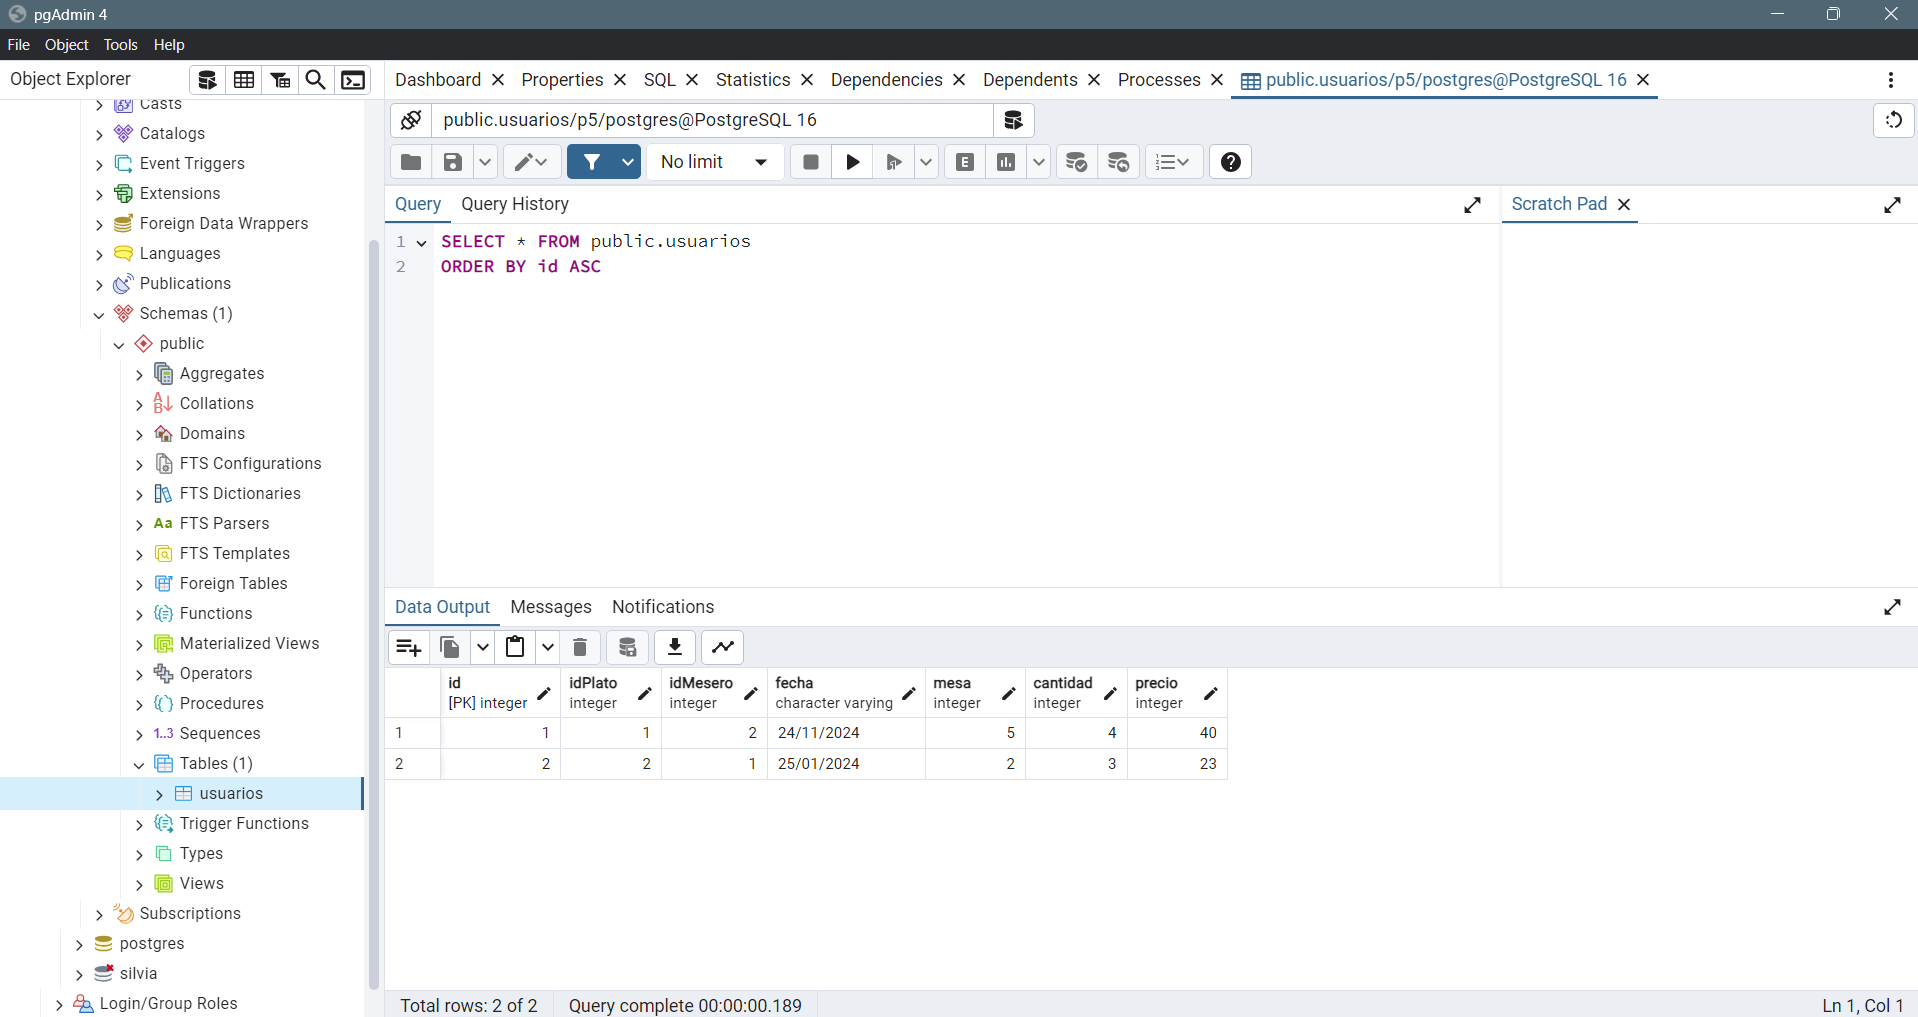 pgAdmin 4
File Object Tools Help
Object Explorer
Casts
Catalogs
Event Triggers
Extensions
Foreign Data Wrappers
Languages
Publications
Schemas (1)
public
Aggregates
Collations
Domains
FTS Configurations
FTS Dictionaries
Aa FTS Parsers
FTS Templates
Foreign Tables
Functions
Materialized Views
Operators
Procedures
1..3 Sequences
Tables (1)
usuarios
Trigger Functions
Types
Views
Subscriptions
postgres
silvia
Login/Group Roles
Dashboard Properties SQL Statistics Dependencies Dependents Processes public.usuarios/p5/postgres@PostgreSQL 16
public.usuarios/p5/postgres@PostgreSQL 16
No limit E
Query Query History
1 SELECT * FROM public.usuarios
2 ORDER BY id ASC
Scratch Pad
Data Output Messages Notifications
id idPlato idMesero fecha mesa cantidad precio
[PK] integer integer integer character varying integer integer integer
1 1 1 2 24/11/2024 5 4 40
2 2 2 1 25/01/2024 2 3 23
Total rows: 2 of 2 Query complete 00:00:00.189 Ln 1, Col 1